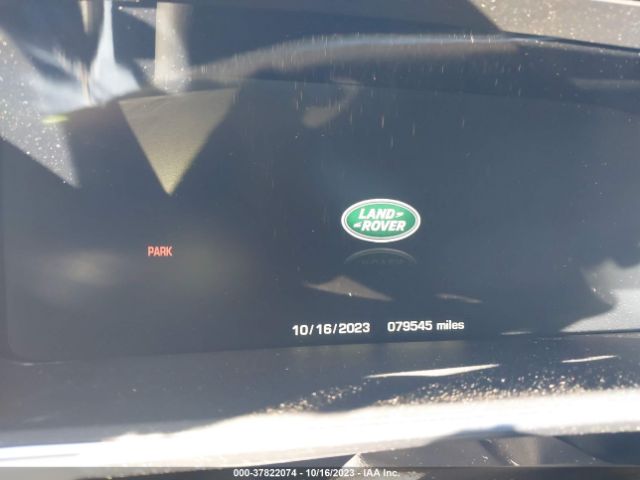 LAND
ROVER
PARK
10/16/2023 079545 miles
000-37822074 - 10/16/2023 - IAA Inc.